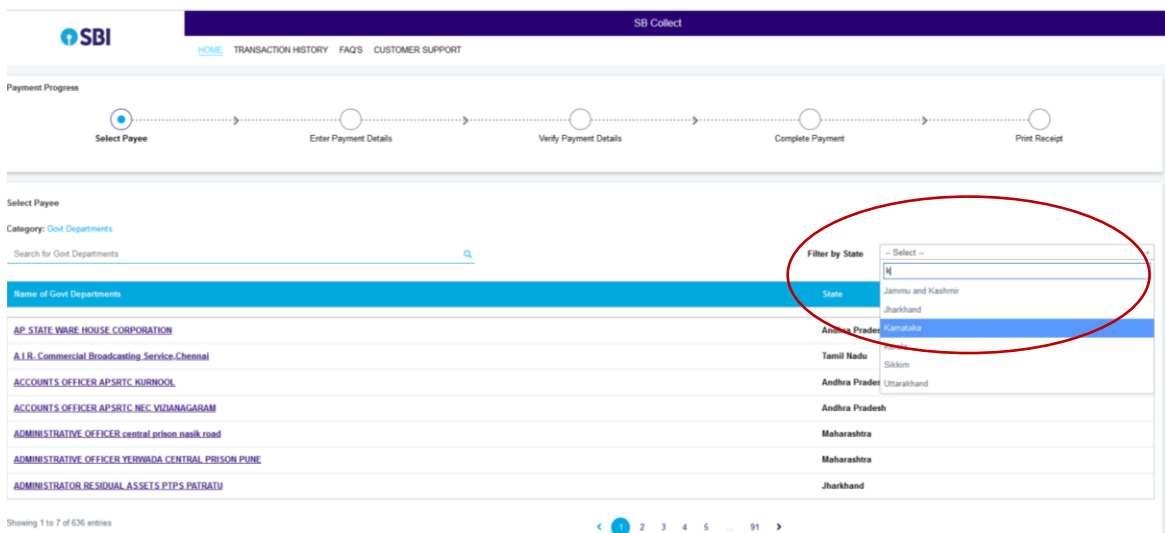 SBI
SB Collect
HOME TRANSACTION HISTORY FAQ'S CUSTOMER SUPPORT
Payment Progress
Select Payee Enter Payment Details Verify Payment Details Complete Payment Print Receipt
Select Payee
Category: Govt Departments
Search for Govt Departments Filter by State -- Select --
k
Name of Govt Departments State
Jammu and Kashmir
Jharkhand
Karnataka
Kerala
Sikkim
Uttarakhand
AP STATE WARE HOUSE CORPORATION Andhra Prades
A I R. Commercial Broadcasting Service,Chennai Tamil Nadu
ACCOUNTS OFFICER APSRTC KURNOOL Andhra Prades
ACCOUNTS OFFICER APSRTC NEC VIZIANAGARAM Andhra Pradesh
ADMINISTRATIVE OFFICER central prison nasik road Maharashtra
ADMINISTRATIVE OFFICER YERWADA CENTRAL PRISON PUNE Maharashtra
ADMINISTRATOR RESIDUAL ASSETS PTPS PATRATU Jharkhand
Showing 1 to 7 of 636 entries < 1 2 3 4 5 ... 91 >